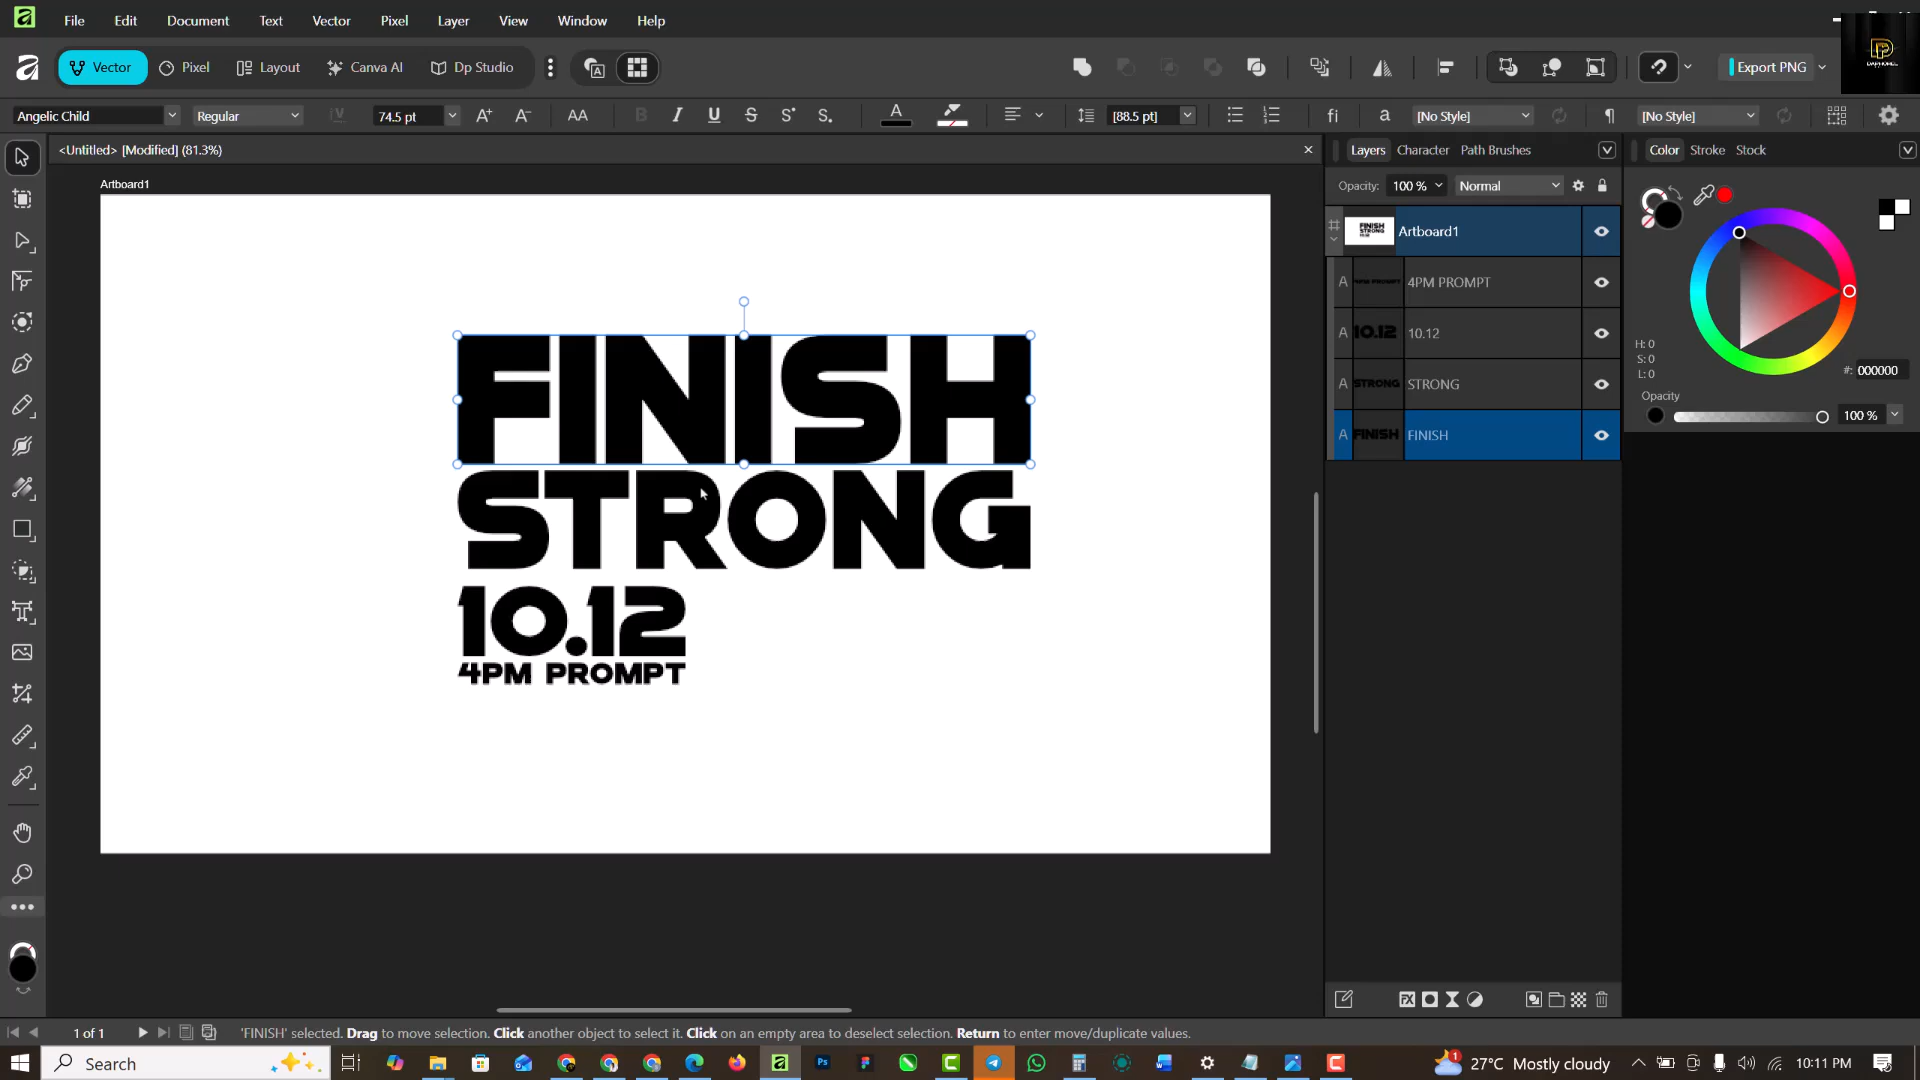 File Edit Document Text Vector Pixel Layer View Window Help
Vector Pixel Layout Canva AI Dp Studio Export PNG
Angelic Child Regular 74.5 pt AA [88.5 pt] [No Style] [No Style]
<Untitled> [Modified] (81.3%)
Layers Character Path Brushes
Color Stroke Stock
Artboard1
Opacity: 100 % Normal
Artboard1
4PM PROMPT
10.12
STRONG
FINISH
H: 0
S: 0
L: 0
#: 000000
Opacity
100 %
FINISH
STRONG
10.12
4PM PROMPT
1 of 1 'FINISH' selected. Drag to move selection. Click another object to select it. Click on an empty area to deselect selection. Return to enter move/duplicate values.
Search 27°C Mostly cloudy 10:11 PM